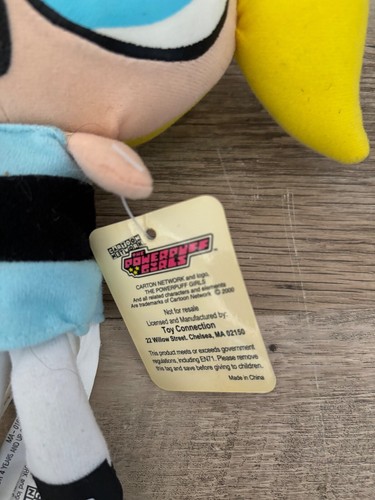 CARTOON NETWORK
THE
POWERPUFF
GIRLS
CARTON NETWORK and logo,
THE POWERPUFF GIRLS
And all related characters and elements
Are trademarks of Cartoon Network © 2000
Not for resale
Licensed and Manufactured by:
Toy Connection
22 Willow Street, Chelsea, MA 02150
This product meets or exceeds government
regulations, including EN71. Please remove
this tag and save before giving to children.
Made in China